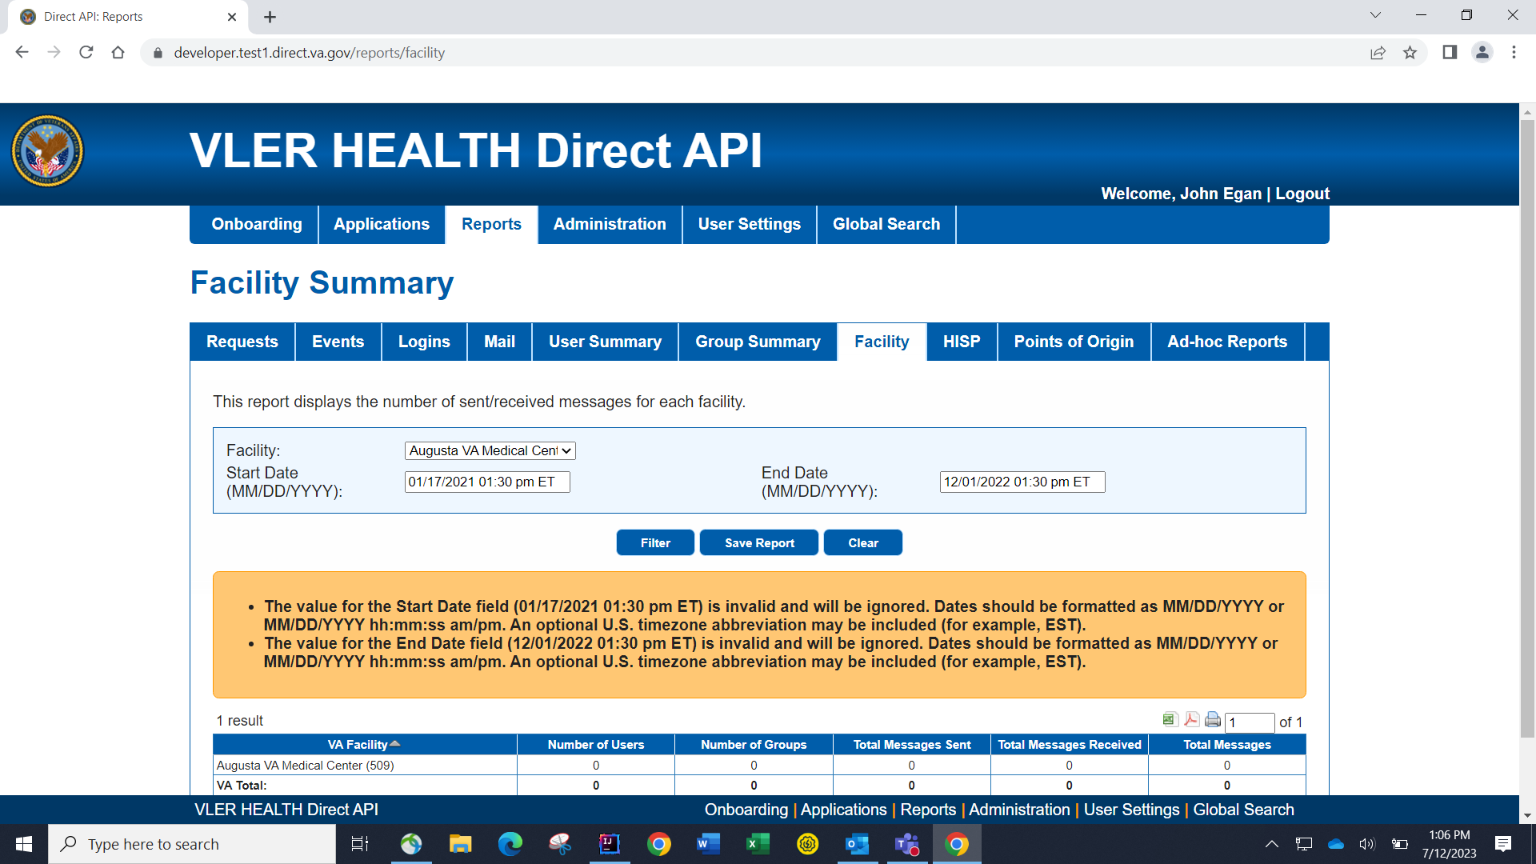 Direct API: Reports
developer.test1.direct.va.gov/reports/facility
VLER HEALTH Direct API
Welcome, John Egan | Logout
Onboarding Applications Reports Administration User Settings Global Search
Facility Summary
Requests Events Logins Mail User Summary Group Summary Facility HISP Points of Origin Ad-hoc Reports
This report displays the number of sent/received messages for each facility.
Facility: Augusta VA Medical Cent
Start Date (MM/DD/YYYY): 01/17/2021 01:30 pm ET End Date (MM/DD/YYYY): 12/01/2022 01:30 pm ET
Filter Save Report Clear
• The value for the Start Date field (01/17/2021 01:30 pm ET) is invalid and will be ignored. Dates should be formatted as MM/DD/YYYY or
MM/DD/YYYY hh:mm:ss am/pm. An optional U.S. timezone abbreviation may be included (for example, EST).
• The value for the End Date field (12/01/2022 01:30 pm ET) is invalid and will be ignored. Dates should be formatted as MM/DD/YYYY or
MM/DD/YYYY hh:mm:ss am/pm. An optional U.S. timezone abbreviation may be included (for example, EST).
1 result 1 of 1
VA Facility Number of Users Number of Groups Total Messages Sent Total Messages Received Total Messages
Augusta VA Medical Center (509) 0 0 0 0 0
VA Total: 0 0 0 0 0
VLER HEALTH Direct API Onboarding | Applications | Reports | Administration | User Settings | Global Search
Type here to search
1:06 PM
7/12/2023